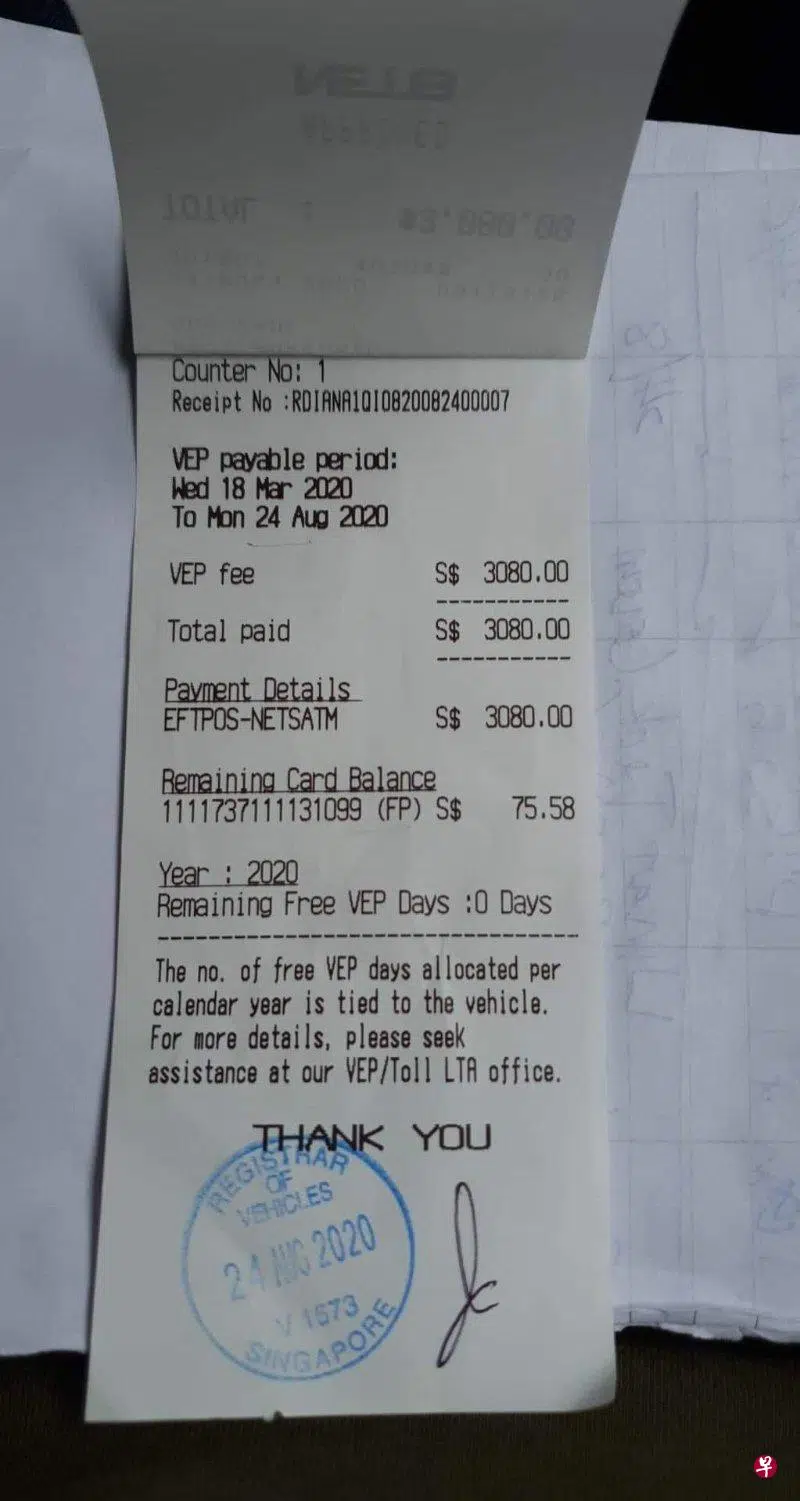 Counter No: 1
Receipt No :RDIANA1QI0820082400007
VEP payable period:
Wed 18 Mar 2020
To Mon 24 Aug 2020
VEP fee S$ 3080.00
Total paid S$ 3080.00
Payment Details
EFTPOS-NETSATM S$ 3080.00
Remaining Card Balance
1111737111131099 (FP) S$ 75.58
Year : 2020
Remaining Free VEP Days :0 Days
The no. of free VEP days allocated per
calendar year is tied to the vehicle.
For more details, please seek
assistance at our VEP/Toll LTA office.
THANK YOU
REGISTRAR
OF
VEHICLES
24 AUG 2020
V 1573
SINGAPORE
早